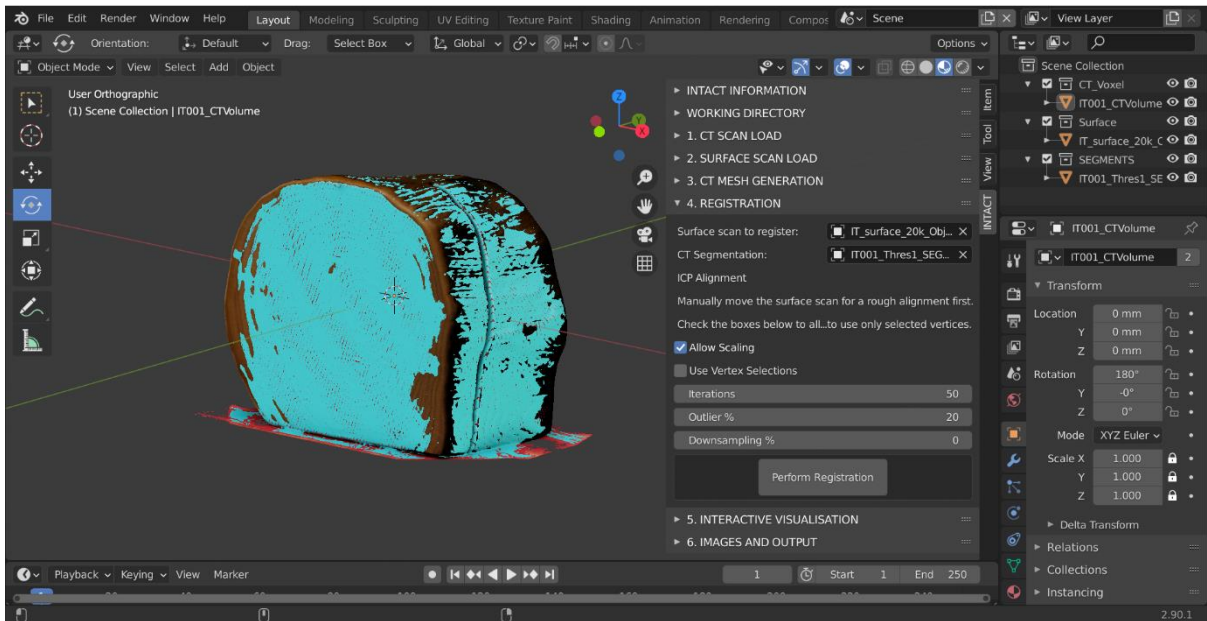 File Edit Render Window Help Layout Modeling Sculpting UV Editing Texture Paint Shading Animation Rendering Compos Scene View Layer
Orientation: Default Drag: Select Box Global Options
Object Mode View Select Add Object
User Orthographic
(1) Scene Collection | IT001_CTVolume
Z
Y
X
INTACT INFORMATION
WORKING DIRECTORY
1. CT SCAN LOAD
2. SURFACE SCAN LOAD
3. CT MESH GENERATION
4. REGISTRATION
Surface scan to register: IT_surface_20k_Obj...
CT Segmentation: IT001_Thres1_SEG...
ICP Alignment
Manually move the surface scan for a rough alignment first.
Check the boxes below to all...to use only selected vertices.
Allow Scaling
Use Vertex Selections
Iterations 50
Outlier % 20
Downsampling % 0
Perform Registration
5. INTERACTIVE VISUALISATION
6. IMAGES AND OUTPUT
Item
Tool
View
INTACT
Scene Collection
CT_Voxel
IT001_CTVolume
Surface
IT_surface_20k_C
SEGMENTS
IT001_Thres1_SE
IT001_CTVolume
IT001_CTVolume 2
Transform
Location 0 mm
Y 0 mm
Z 0 mm
Rotation 180°
Y -0°
Z 0°
Mode XYZ Euler
Scale X 1.000
Y 1.000
Z 1.000
Delta Transform
Relations
Collections
Instancing
Playback Keying View Marker 1 Start 1 End 250
2.90.1